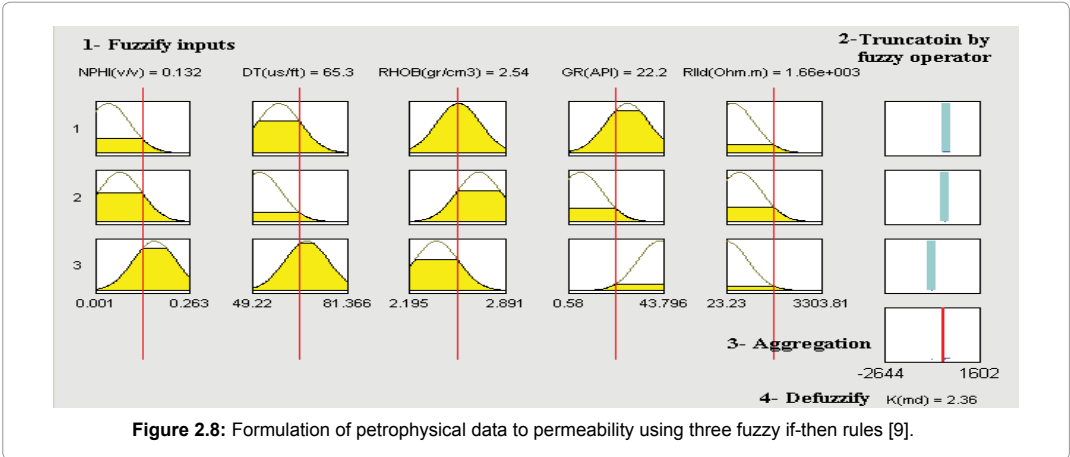 1- Fuzzify inputs
2-Truncatoin by
fuzzy operator
NPHI(v/v) = 0.132 DT(us/ft) = 65.3 RHOB(gr/cm3) = 2.54 GR(API) = 22.2 Rlld(Ohm.m) = 1.66e+003
1
2
3
0.001 0.263 49.22 81.366 2.195 2.891 0.58 43.796 23.23 3303.81
3- Aggregation
-2644 1602
4- Defuzzify K(md) = 2.36
Figure 2.8: Formulation of petrophysical data to permeability using three fuzzy if-then rules [9].